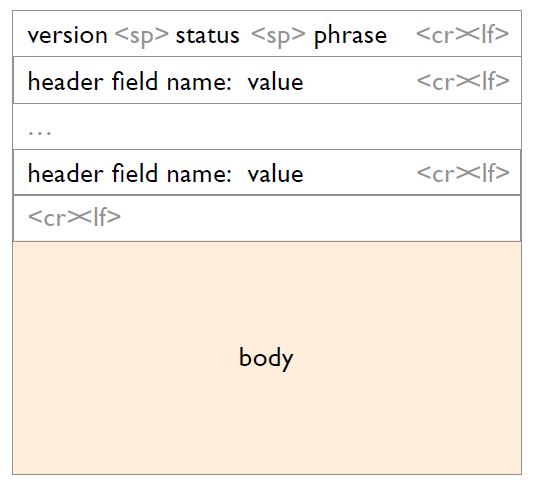 version <sp> status <sp> phrase <cr><lf>
header field name: value <cr><lf>
...
header field name: value <cr><lf>
<cr><lf>
body